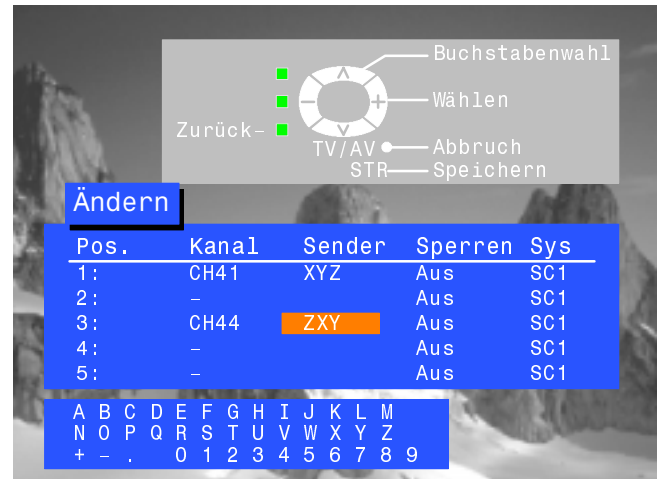 Buchstabenwahl
Wählen
Zurück–
TV/AV Abbruch
STR Speichern
Ändern
Pos. Kanal Sender Sperren Sys
1: CH41 XYZ Aus SC1
2: – Aus SC1
3: CH44 ZXY Aus SC1
4: – Aus SC1
5: – Aus SC1
A B C D E F G H I J K L M
N O P Q R S T U V W X Y Z
+ – . 0 1 2 3 4 5 6 7 8 9